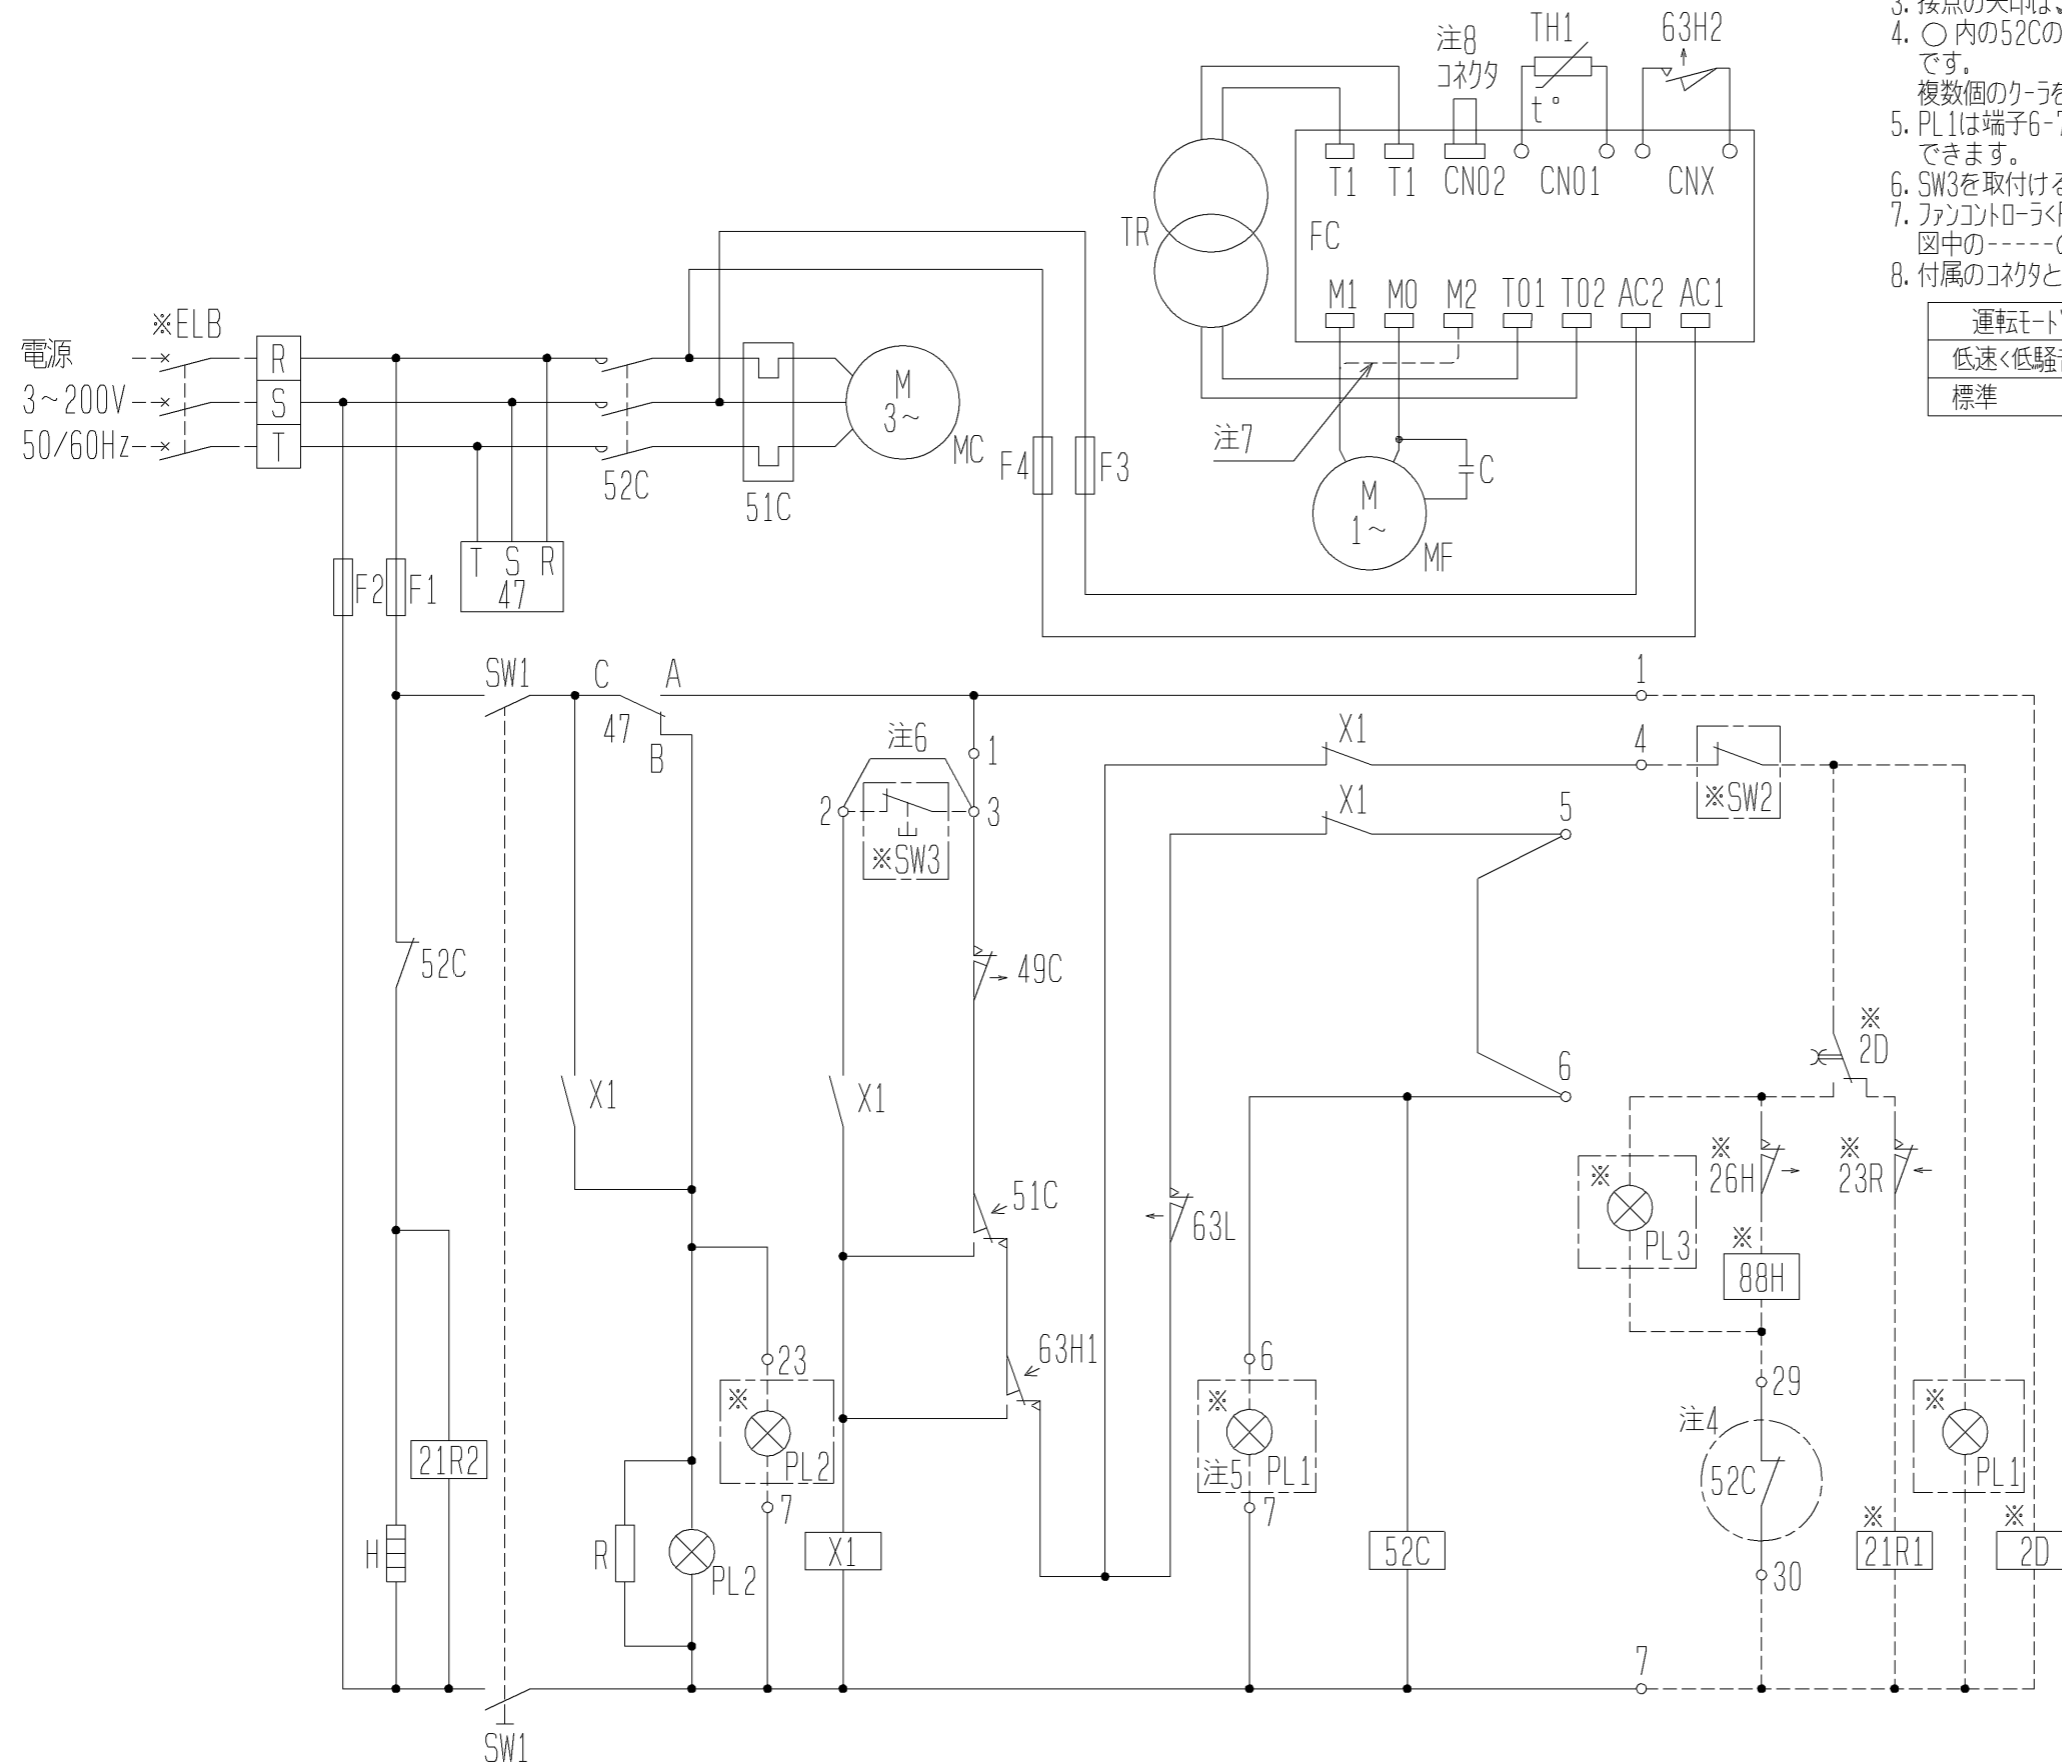 3. 接点の矢印は
4. ○内の52Cの
です。
複数個のクーラを
5. PL1は端子6-7
できます。
6. SW3を取付ける
7. ファンコントローラ<F
図中の-----の
8. 付属のコネクタと
運転モード
低速<低騒音
標準
注8
コネクタ
TH1
t°
63H2
T1
T1
CN02
CN01
CNX
TR
FC
M1
M0
M2
T01
T02
AC2
AC1
注7
C
M
1~
MF
※ELB
電源
3~200V
50/60Hz
R
S
T
52C
51C
M
3~
MC
F4
F3
F2
F1
T S R
47
SW1
C
A
47
B
1
注6
1
2
3
※SW3
X1
4
※SW2
X1
5
52C
49C
X1
X1
6
※
2D
51C
63L
※
PL3
※
26H
※
23R
※
88H
63H1
23
※
PL2
7
6
※
注5 PL1
7
29
注4
52C
30
※
PL1
21R2
H
R
PL2
X1
52C
※
21R1
※
2D
7
SW1